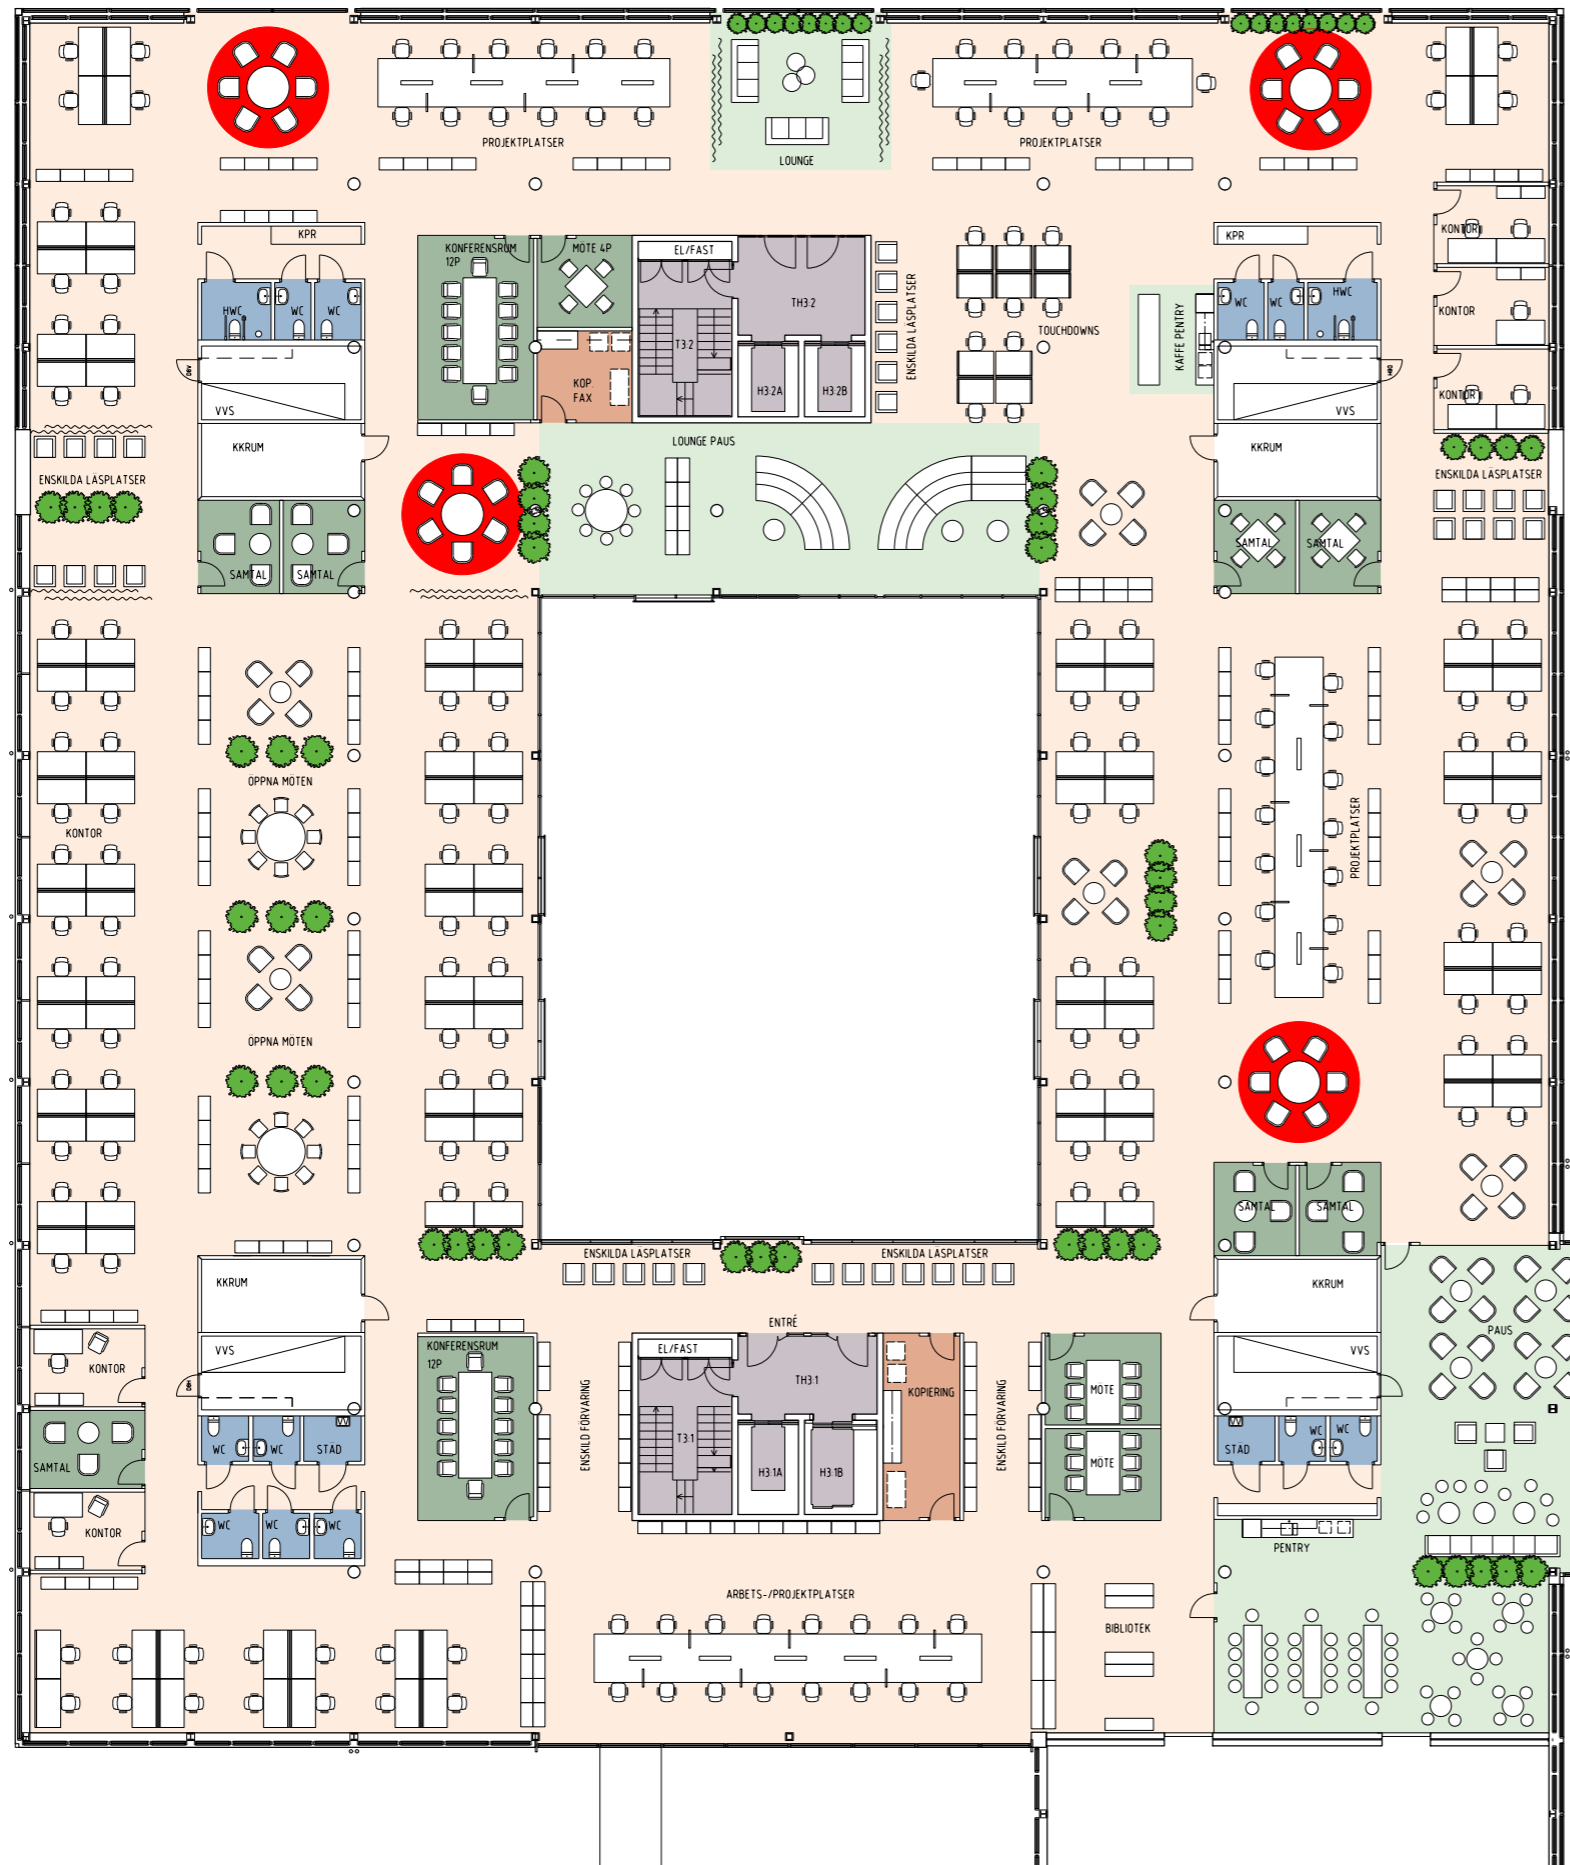 PROJEKTPLATSER
LOUNGE
PROJEKTPLATSER
KPR
KONFERENSRUM
12P
MÖTE 4P
EL/FAST
TH3:2
T3:2
H3:2A
H3:2B
KOP.
FAX
ENSKILDA LÄSPLATSER
TOUCHDOWNS
KAFFE PENTRY
KPR
KONTOR
KONTOR
KONTOR
HWC
WC
WC
WC
WC
HWC
VVS
VVS
KKRUM
KKRUM
LOUNGE PAUS
ENSKILDA LÄSPLATSER
ENSKILDA LÄSPLATSER
SAMTAL
SAMTAL
SAMTAL
SAMTAL
ÖPPNA MÖTEN
KONTOR
PROJEKTPLATSER
ÖPPNA MÖTEN
SAMTAL
SAMTAL
ENSKILDA LÄSPLATSER
ENSKILDA LÄSPLATSER
KKRUM
KKRUM
ENTRÉ
PAUS
VVS
VVS
KONFERENSRUM
12P
EL/FAST
TH3:1
T3:1
H3:1A
H3:1B
KOPIERING
ENSKILD FÖRVARING
ENSKILD FÖRVARING
MÖTE
MÖTE
KONTOR
SAMTAL
KONTOR
WC
WC
STÄD
WC
WC
WC
STÄD
WC
WC
PENTRY
ARBETS-/PROJEKTPLATSER
BIBLIOTEK